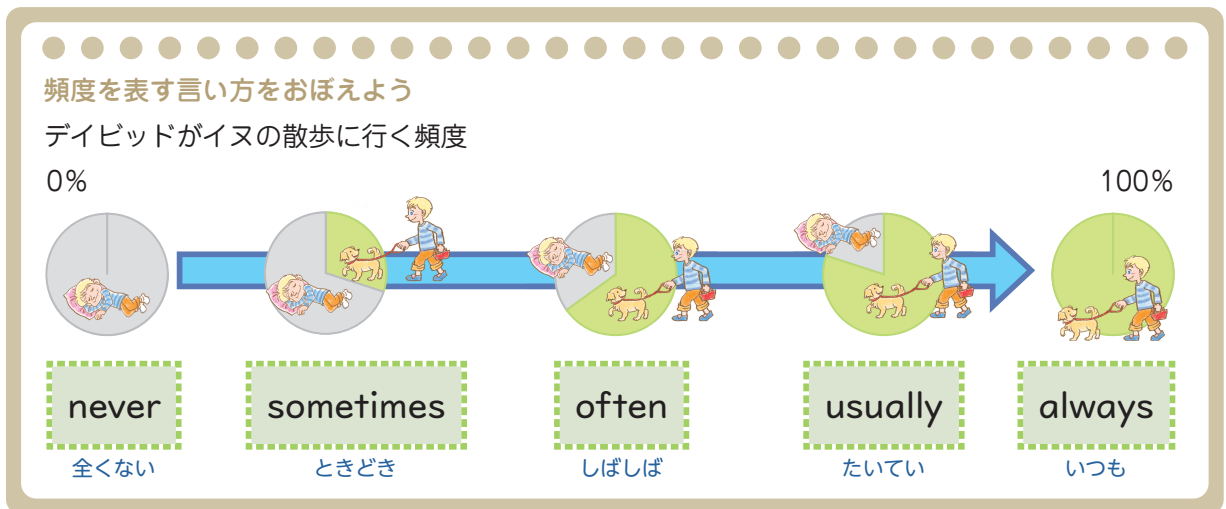 頻度を表す言い方をおぼえよう
デイビッドがイヌの散歩に行く頻度
0% 100%
never sometimes often usually always
全くない ときどき しばしば たいてい いつも